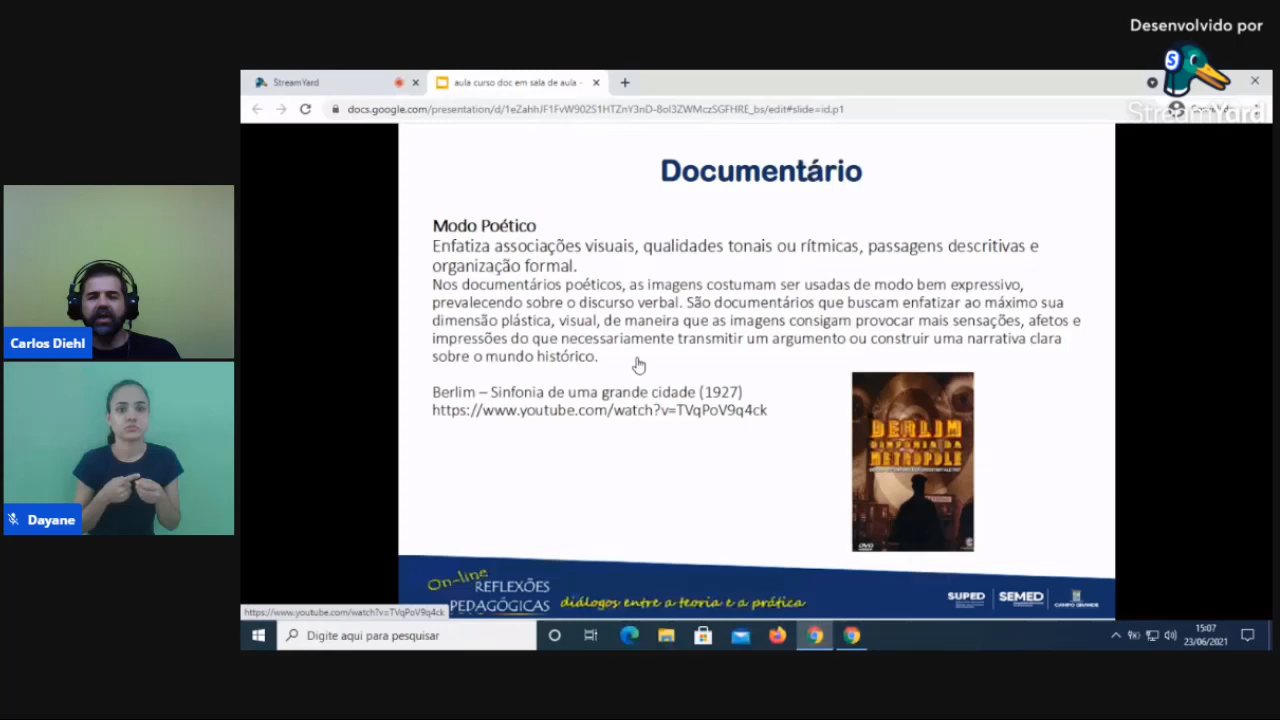 Desenvolvido por
StreamYard
StreamYard
aula curso doc em sala de aula -
docs.google.com/presentation/d/1eZahhJF1FvW902S1HTZnY3nD-8oI3ZWMczSGFHRE_bs/edit#slide=id.p1
Documentário
Modo Poético
Enfatiza associações visuais, qualidades tonais ou rítmicas, passagens descritivas e
organização formal.
Nos documentários poéticos, as imagens costumam ser usadas de modo bem expressivo,
prevalecendo sobre o discurso verbal. São documentários que buscam enfatizar ao máximo sua
dimensão plástica, visual, de maneira que as imagens consigam provocar mais sensações, afetos e
impressões do que necessariamente transmitir um argumento ou construir uma narrativa clara
sobre o mundo histórico.
Berlim – Sinfonia de uma grande cidade (1927)
https://www.youtube.com/watch?v=TVqPoV9q4ck
BERLIM
SINFONIA DA
METROPOLE
Carlos Diehl
Dayane
On-line
REFLEXÕES
PEDAGÓGICAS
diálogos entre a teoria e a prática
SUPED
SEMED
CAMPO GRANDE
https://www.youtube.com/watch?v=TVqPoV9q4ck
Digite aqui para pesquisar
15:07
23/06/2021